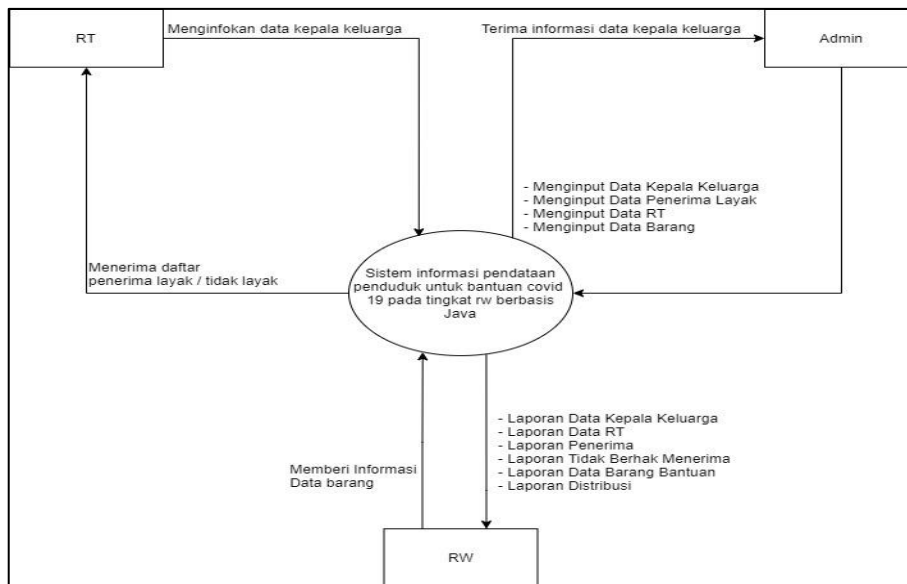 RT
Menginfokan data kepala keluarga
Terima informasi data kepala keluarga
Admin
- Menginput Data Kepala Keluarga
- Menginput Data Penerima Layak
- Menginput Data RT
- Menginput Data Barang
Menerima daftar
penerima layak / tidak layak
Sistem informasi pendataan
penduduk untuk bantuan covid
19 pada tingkat rw berbasis
Java
Memberi Informasi
Data barang
- Laporan Data Kepala Keluarga
- Laporan Data RT
- Laporan Penerima
- Laporan Tidak Berhak Menerima
- Laporan Data Barang Bantuan
- Laporan Distribusi
RW